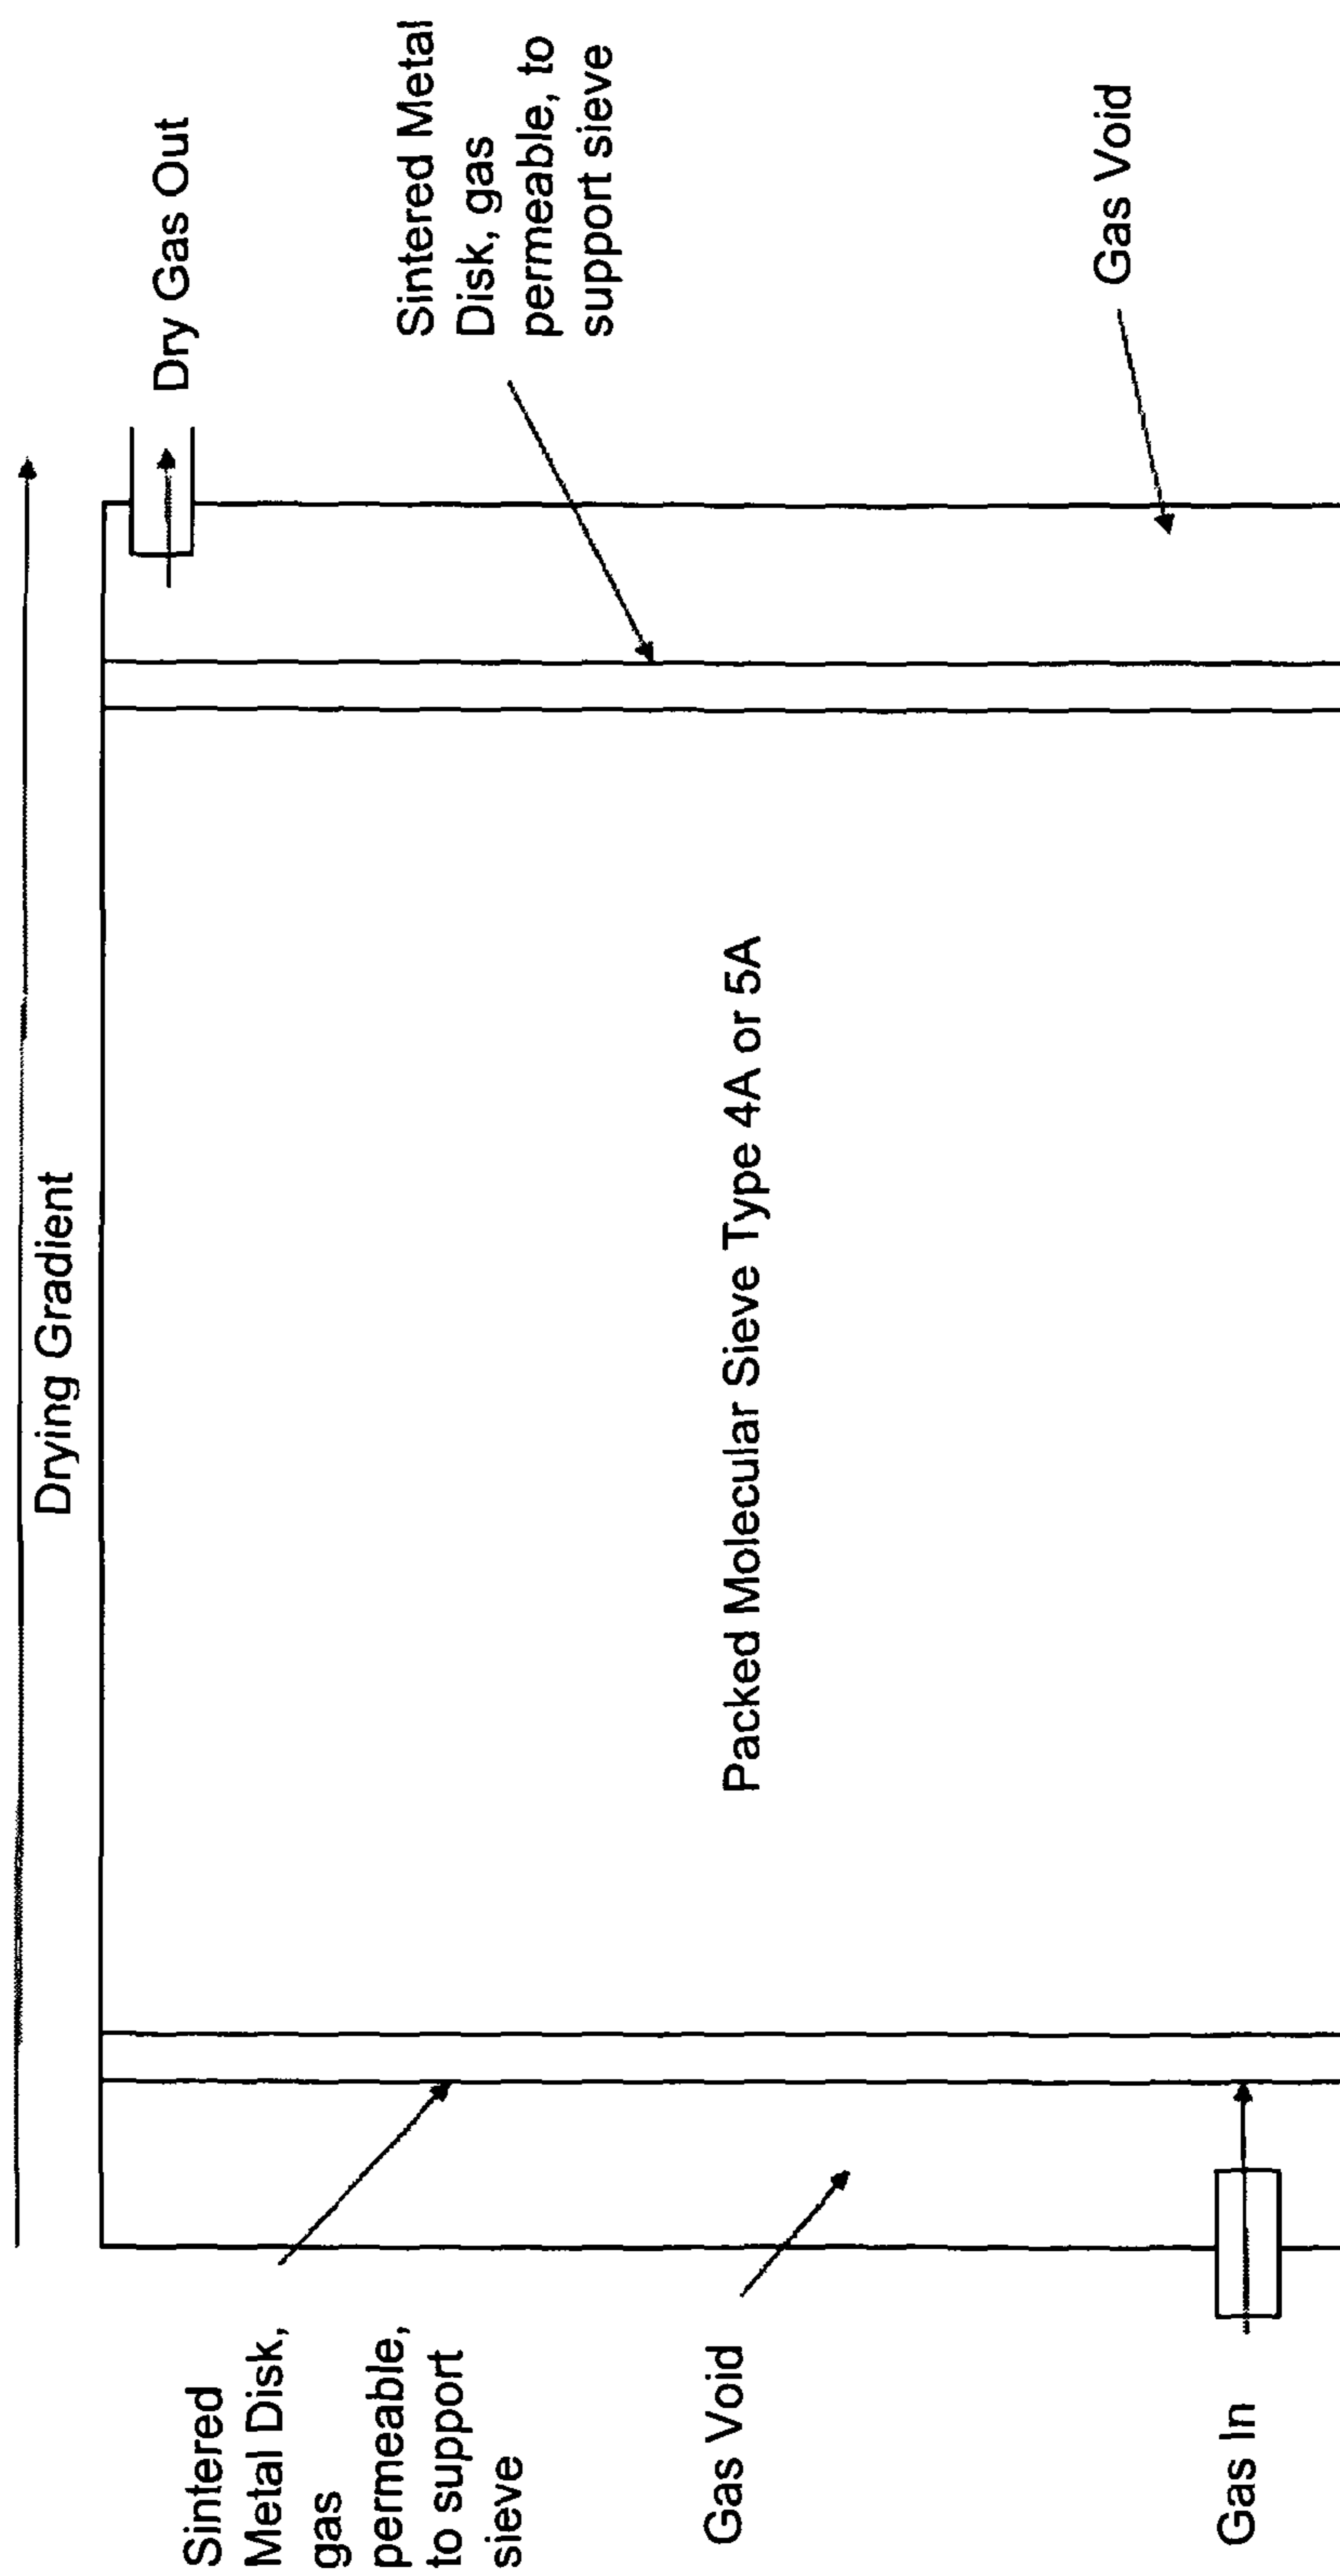 Drying Gradient
Sintered
Metal Disk,
gas
permeable,
to support
sieve
Gas Void
Gas In
Packed Molecular Sieve Type 4A or 5A
Dry Gas Out
Sintered Metal
Disk, gas
permeable, to
support sieve
Gas Void